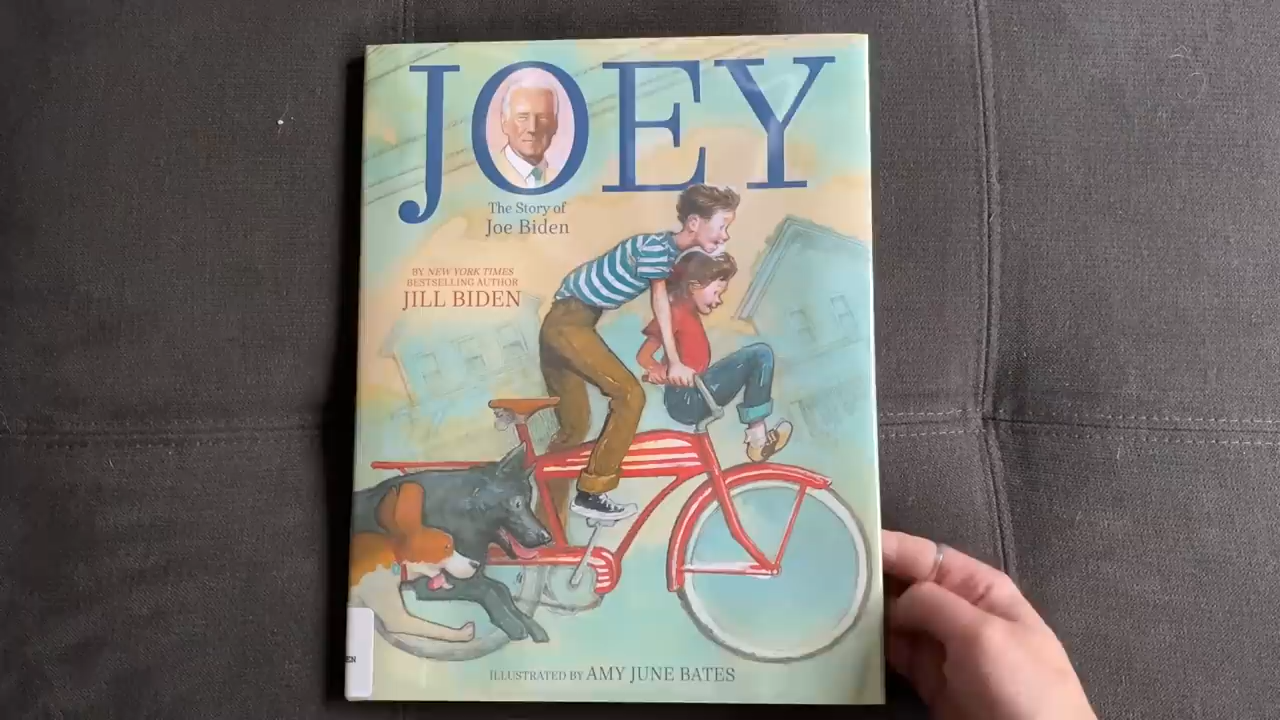 JOEY
The Story of
Joe Biden
BY NEW YORK TIMES
BESTSELLING AUTHOR
JILL BIDEN
EN
ILLUSTRATED BY AMY JUNE BATES